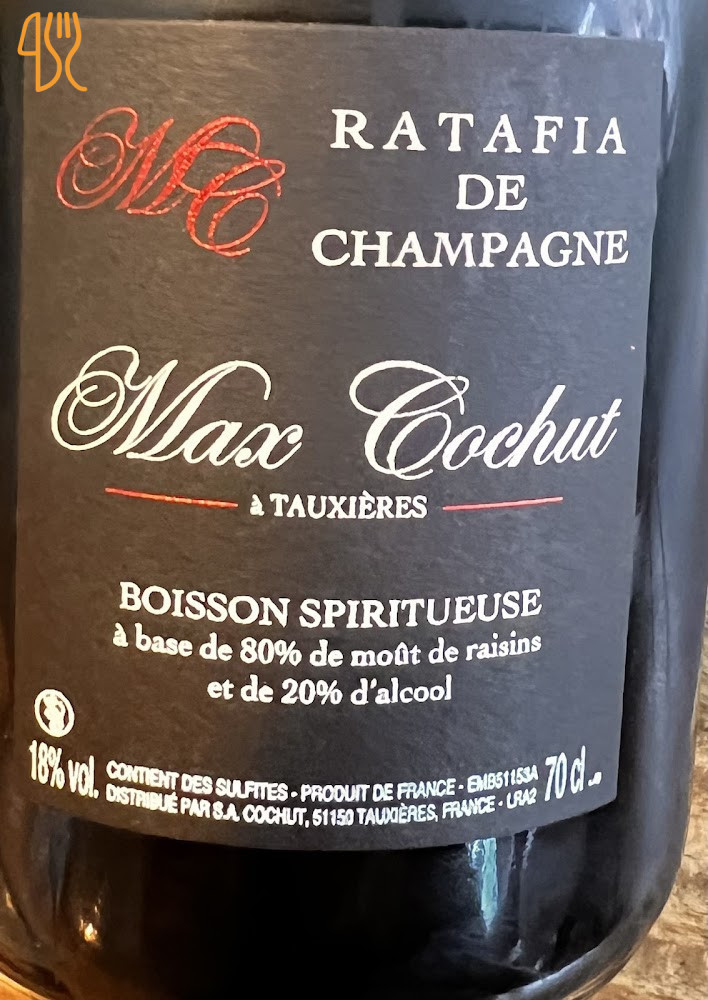 MC
RATAFIA
DE
CHAMPAGNE
Max Cochut
à TAUXIÈRES
BOISSON SPIRITUEUSE
à base de 80% de moût de raisins
et de 20% d'alcool
18% vol.
CONTIENT DES SULFITES - PRODUIT DE FRANCE - EMB51153A
DISTRIBUÉ PAR S.A. COCHUT, 51150 TAUXIÈRES, FRANCE - LRA2
70 cl